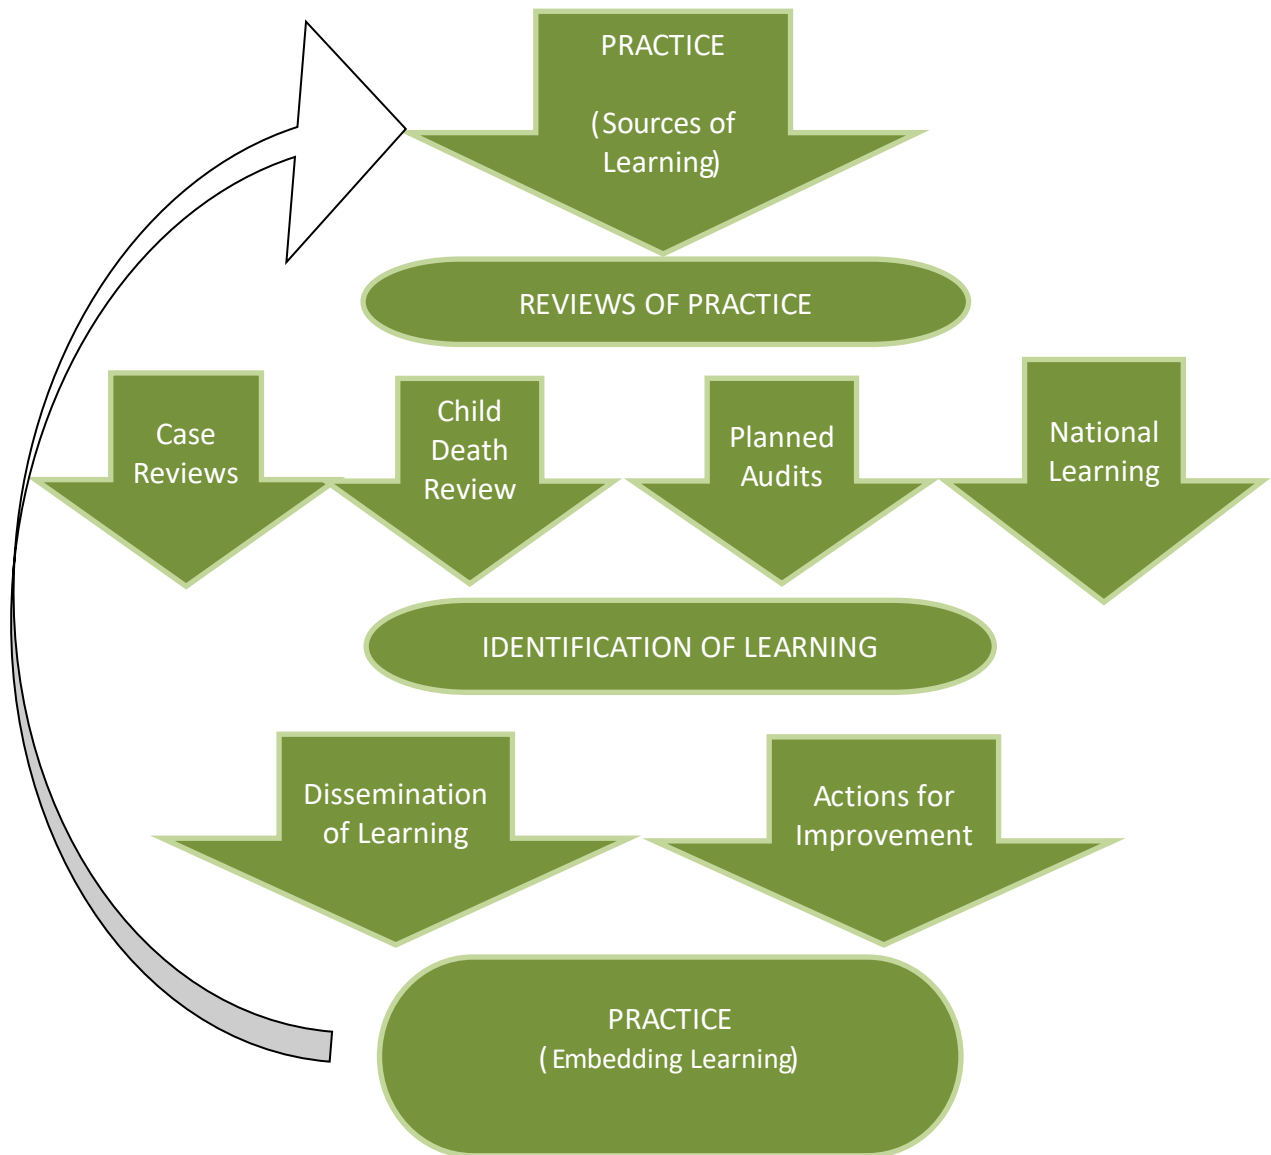 PRACTICE
(Sources of
Learning)
REVIEWS OF PRACTICE
Case
Reviews
Child
Death
Review
Planned
Audits
National
Learning
IDENTIFICATION OF LEARNING
Dissemination
of Learning
Actions for
Improvement
PRACTICE
(Embedding Learning)